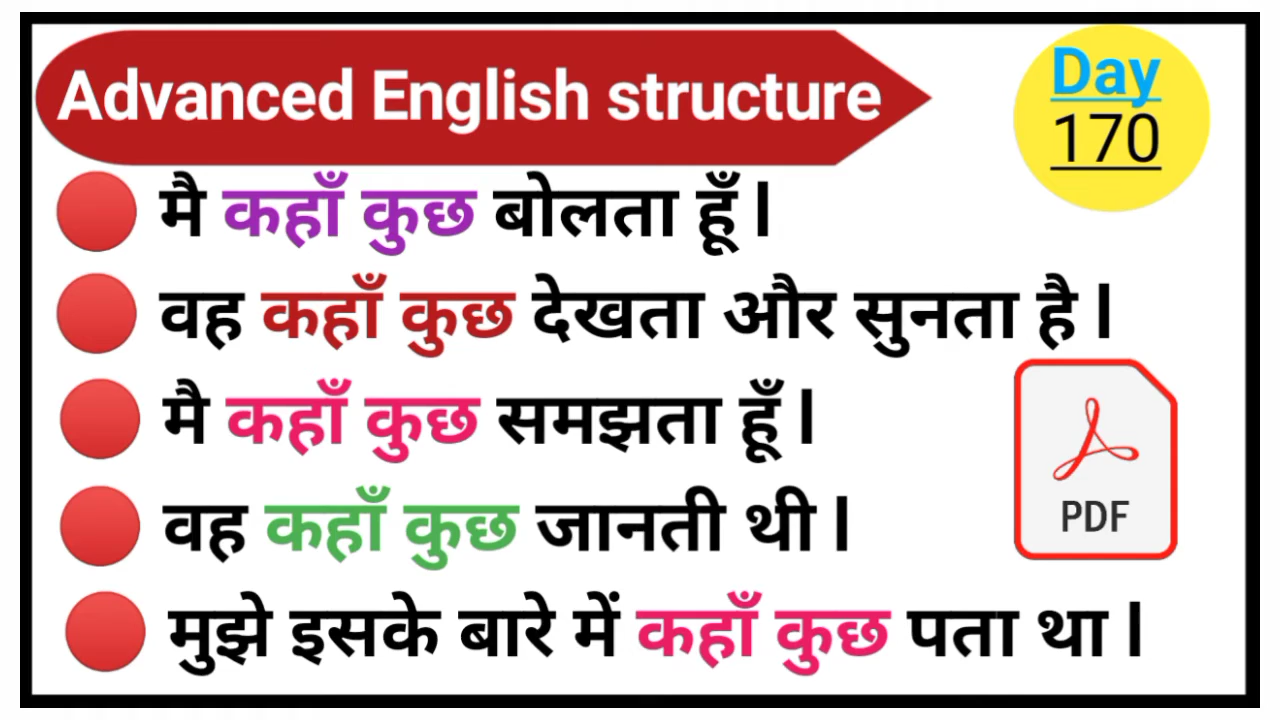 Advanced English structure
Day
170
मै कहाँ कुछ बोलता हूँ l
वह कहाँ कुछ देखता और सुनता है l
मै कहाँ कुछ समझता हूँ l
वह कहाँ कुछ जानती थी l
PDF
मुझे इसके बारे में कहाँ कुछ पता था l